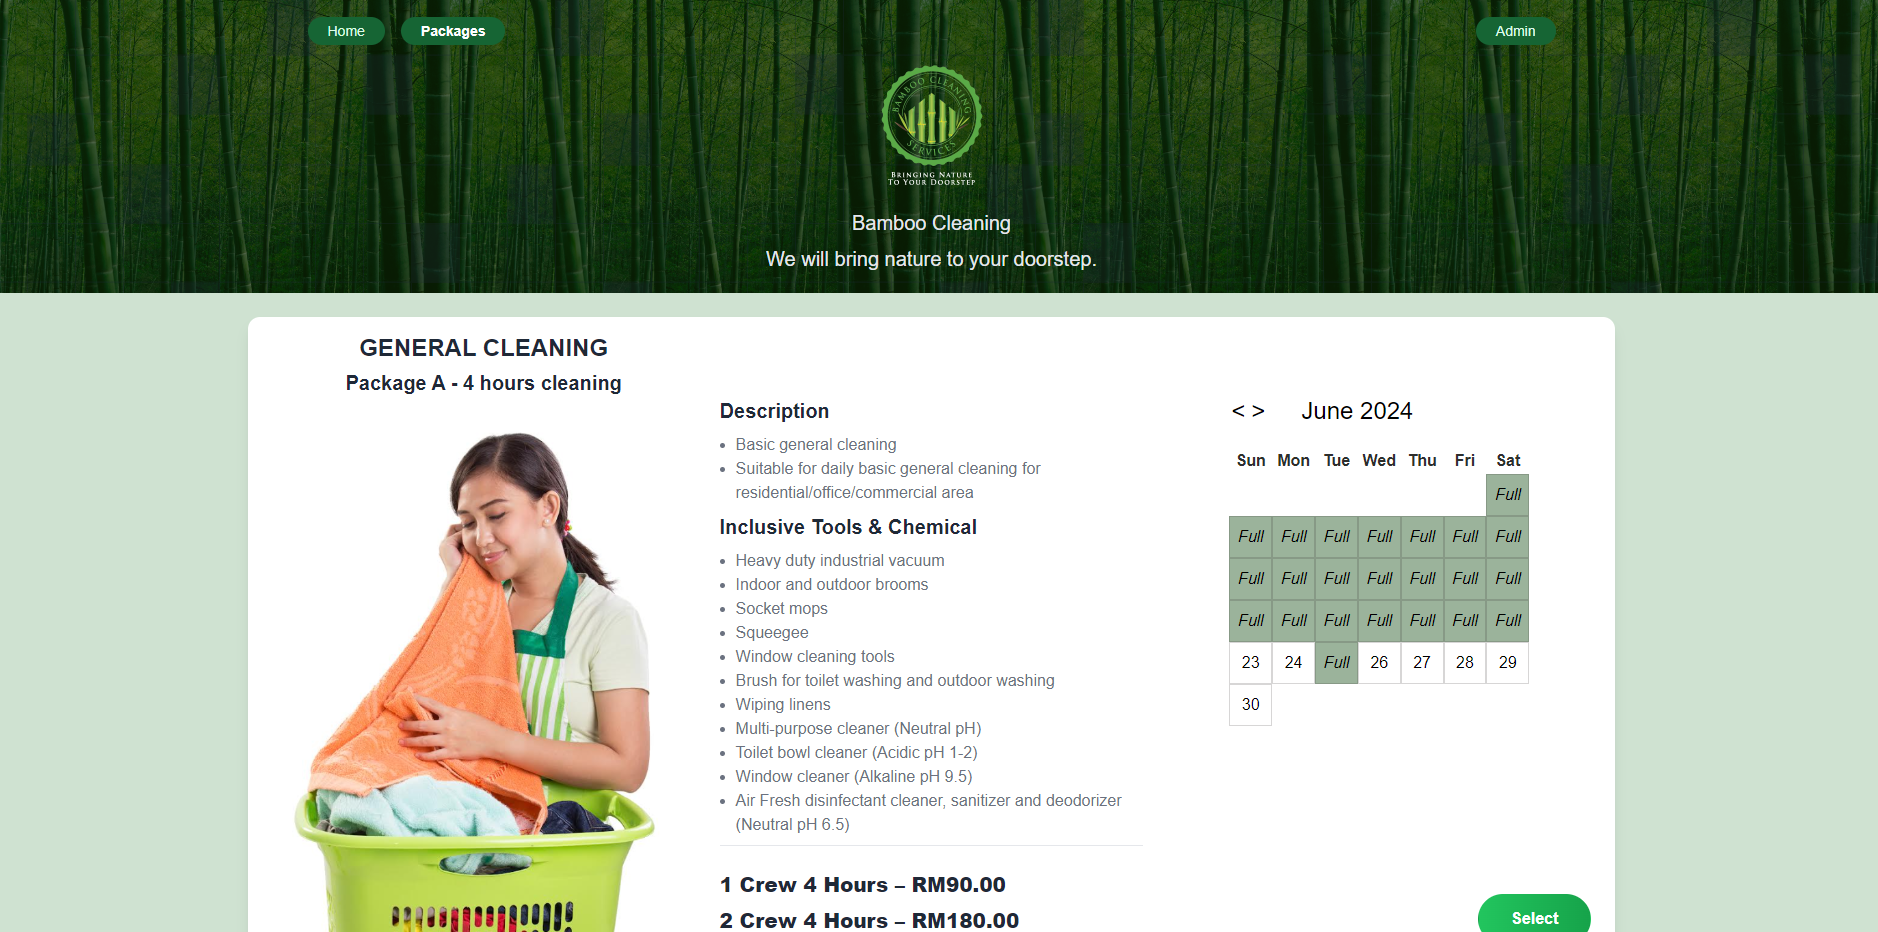 Home
Packages
Admin
BAMBOO CLEANING
SERVICES
BRINGING NATURE
TO YOUR DOORSTEP
Bamboo Cleaning
We will bring nature to your doorstep.
GENERAL CLEANING
Package A - 4 hours cleaning
Description
Basic general cleaning
Suitable for daily basic general cleaning for
residential/office/commercial area
Inclusive Tools & Chemical
Heavy duty industrial vacuum
Indoor and outdoor brooms
Socket mops
Squeegee
Window cleaning tools
Brush for toilet washing and outdoor washing
Wiping linens
Multi-purpose cleaner (Neutral pH)
Toilet bowl cleaner (Acidic pH 1-2)
Window cleaner (Alkaline pH 9.5)
Air Fresh disinfectant cleaner, sanitizer and deodorizer
(Neutral pH 6.5)
1 Crew 4 Hours – RM90.00
2 Crew 4 Hours – RM180.00
< > June 2024
Sun Mon Tue Wed Thu Fri Sat
Full
Full Full Full Full Full Full Full
Full Full Full Full Full Full Full
Full Full Full Full Full Full Full
23 24 Full 26 27 28 29
30
Select